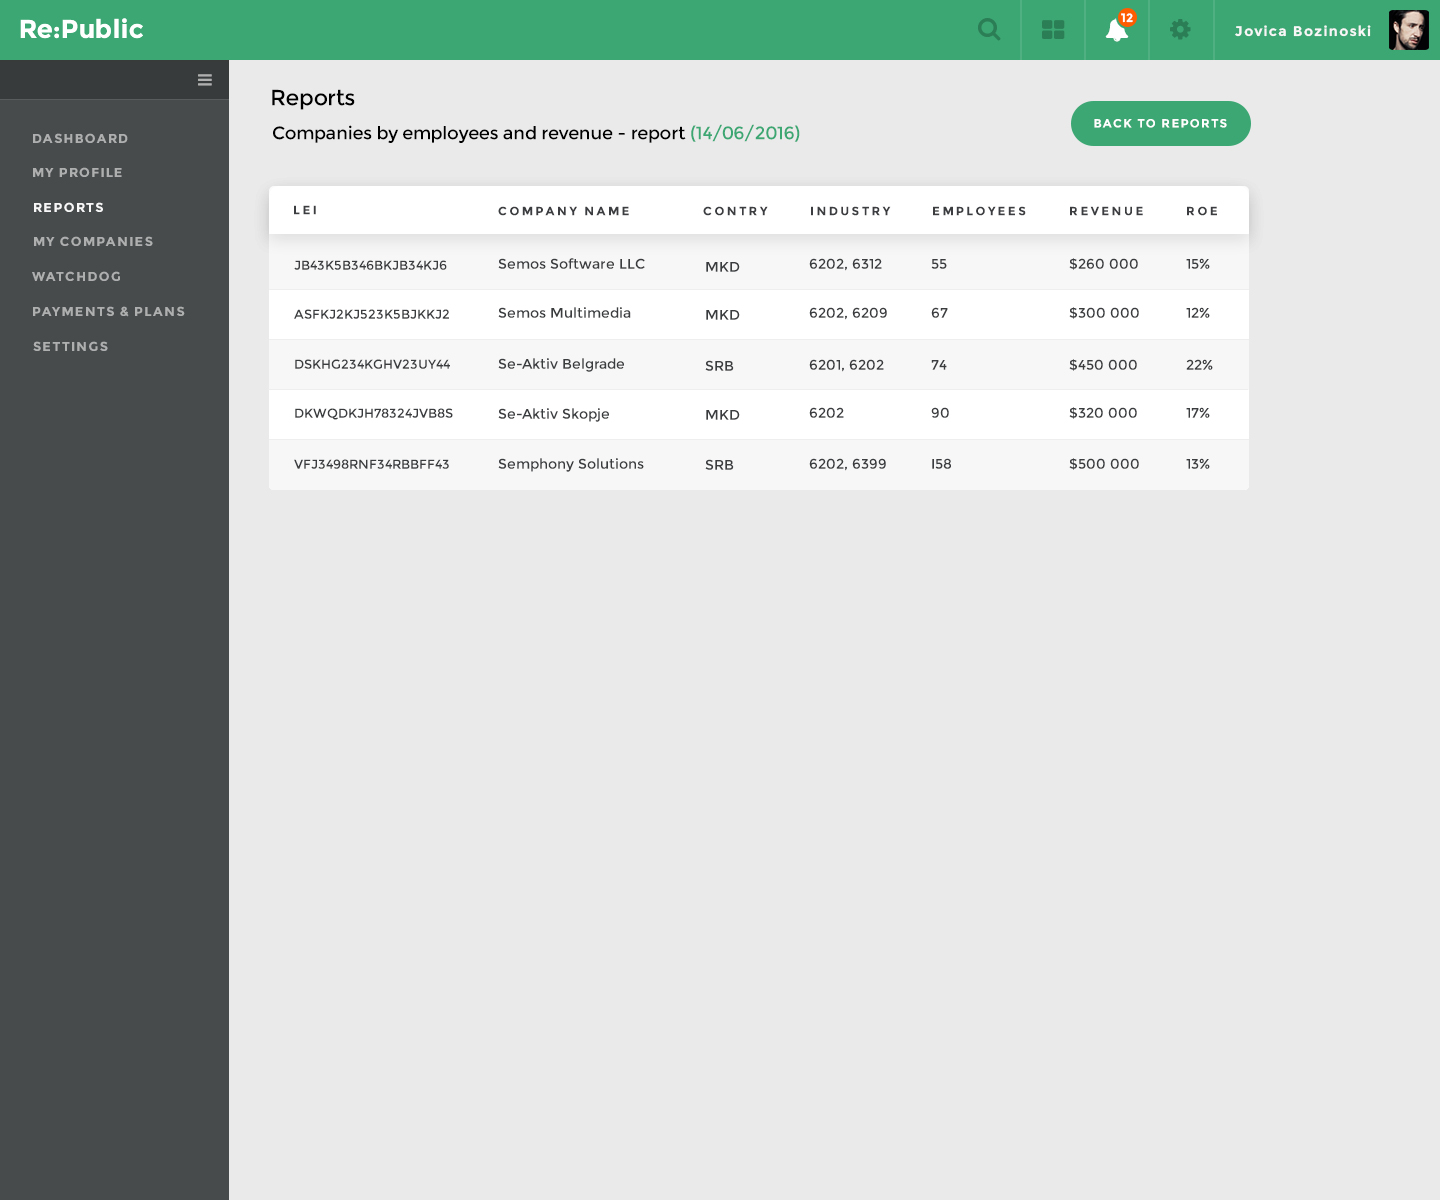 Re:Public
12
Jovica Bozinoski
DASHBOARD
MY PROFILE
REPORTS
MY COMPANIES
WATCHDOG
PAYMENTS & PLANS
SETTINGS
Reports
Companies by employees and revenue - report (14/06/2016)
BACK TO REPORTS
LEI COMPANY NAME CONTRY INDUSTRY EMPLOYEES REVENUE ROE
JB43K5B346BKJB34KJ6 Semos Software LLC MKD 6202, 6312 55 $260 000 15%
ASFKJ2KJ523K5BJKKJ2 Semos Multimedia MKD 6202, 6209 67 $300 000 12%
DSKHG234KGHV23UY44 Se-Aktiv Belgrade SRB 6201, 6202 74 $450 000 22%
DKWQDKJH78324JVB8S Se-Aktiv Skopje MKD 6202 90 $320 000 17%
VFJ3498RNF34RBBFF43 Semphony Solutions SRB 6202, 6399 I58 $500 000 13%